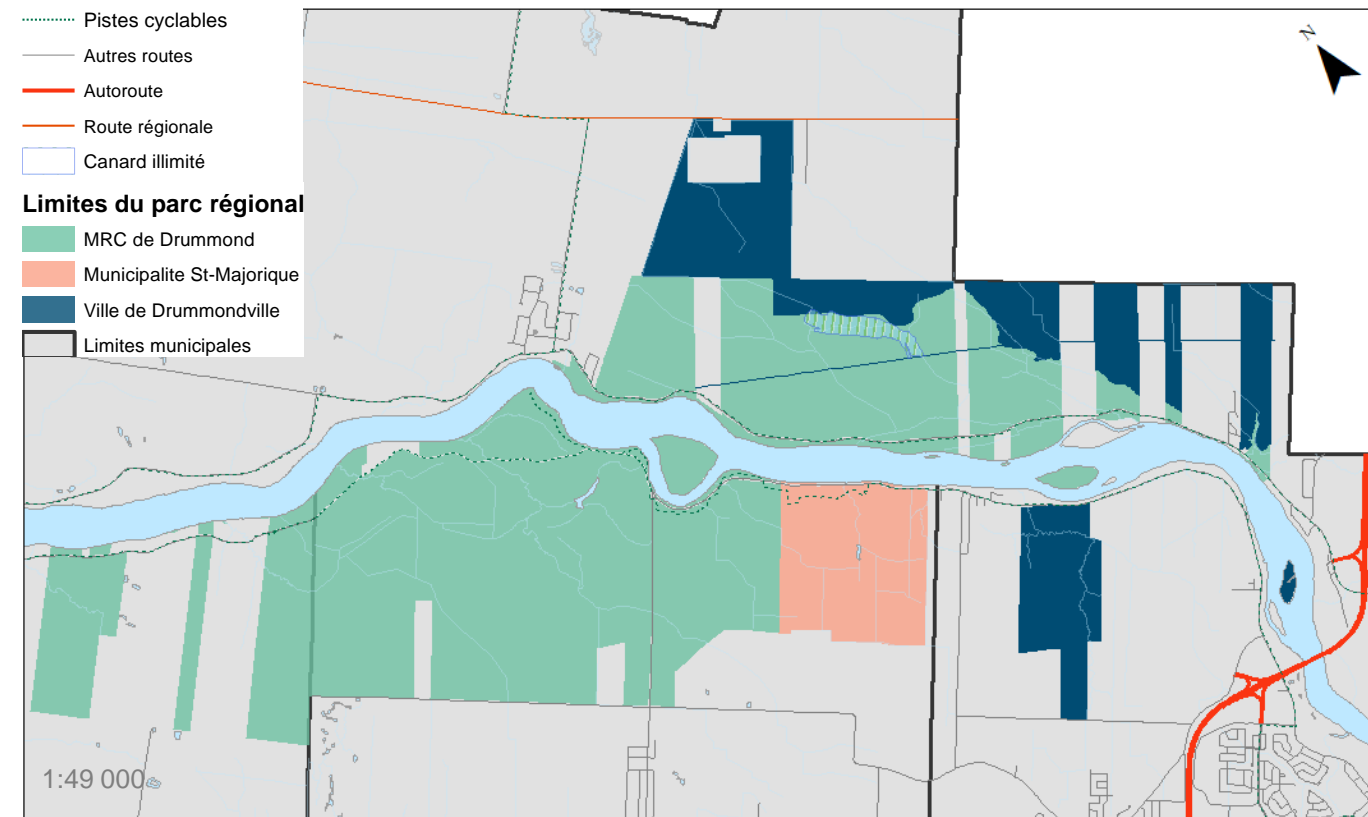 Pistes cyclables
Autres routes
Autoroute
Route régionale
Canard illimité
Limites du parc régional
MRC de Drummond
Municipalite St-Majorique
Ville de Drummondville
Limites municipales
N
1:49 000